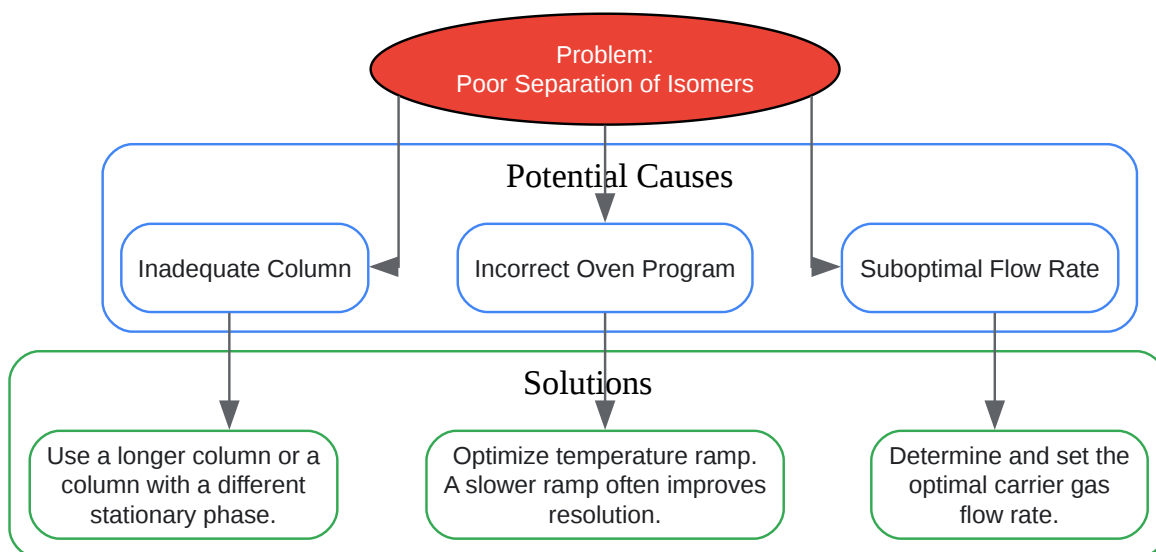 Problem:
Poor Separation of Isomers
Potential Causes
Inadequate Column
Incorrect Oven Program
Suboptimal Flow Rate
Solutions
Use a longer column or a
column with a different
stationary phase.
Optimize temperature ramp.
A slower ramp often improves
resolution.
Determine and set the
optimal carrier gas
flow rate.